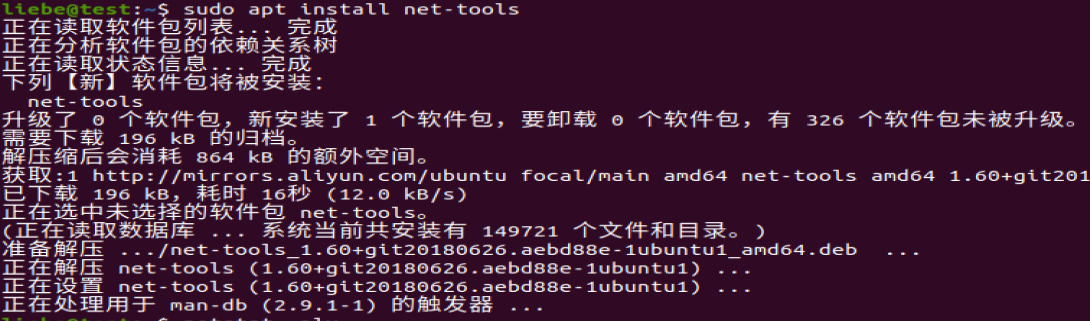 liebe@test:~$ sudo apt install net-tools
正在读取软件包列表... 完成
正在分析软件包的依赖关系树
正在读取状态信息... 完成
下列【新】软件包将被安装：
net-tools
升级了 0 个软件包，新安装了 1 个软件包，要卸载 0 个软件包，有 326 个软件包未被升级。
需要下载 196 kB 的归档。
解压缩后会消耗 864 kB 的额外空间。
获取:1 http://mirrors.aliyun.com/ubuntu focal/main amd64 net-tools amd64 1.60+git201
已下载 196 kB，耗时 16秒 (12.0 kB/s)
正在选中未选择的软件包 net-tools。
(正在读取数据库 ... 系统当前共安装有 149721 个文件和目录。)
准备解压 .../net-tools_1.60+git20180626.aebd88e-1ubuntu1_amd64.deb ...
正在解压 net-tools (1.60+git20180626.aebd88e-1ubuntu1) ...
正在设置 net-tools (1.60+git20180626.aebd88e-1ubuntu1) ...
正在处理用于 man-db (2.9.1-1) 的触发器 ...